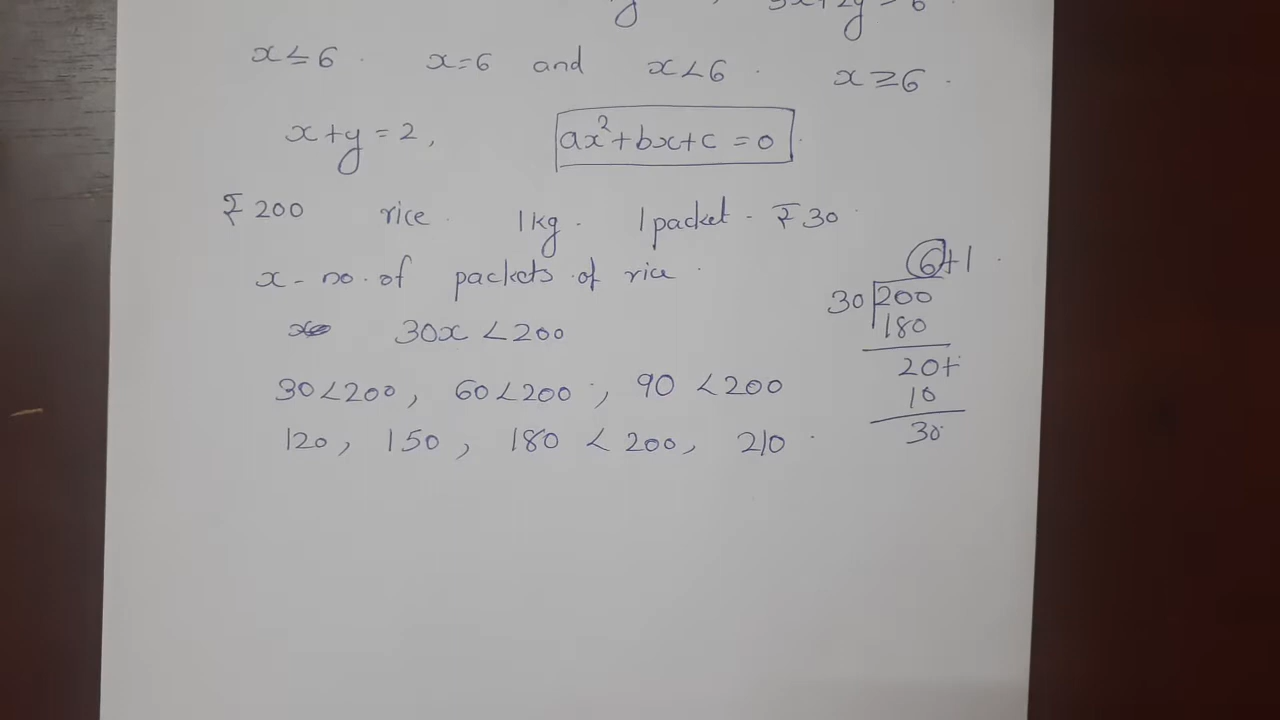 x≤6. x=6 and x<6. x≥6.
x+y=2, ax²+bx+c=0.
₹200 rice. 1kg. 1 packet - ₹30.
x - no. of packets of rice.
30x<200
30<200, 60<200, 90<200
120, 150, 180<200, 210.
6+1.
30 200
180
20+
10
30